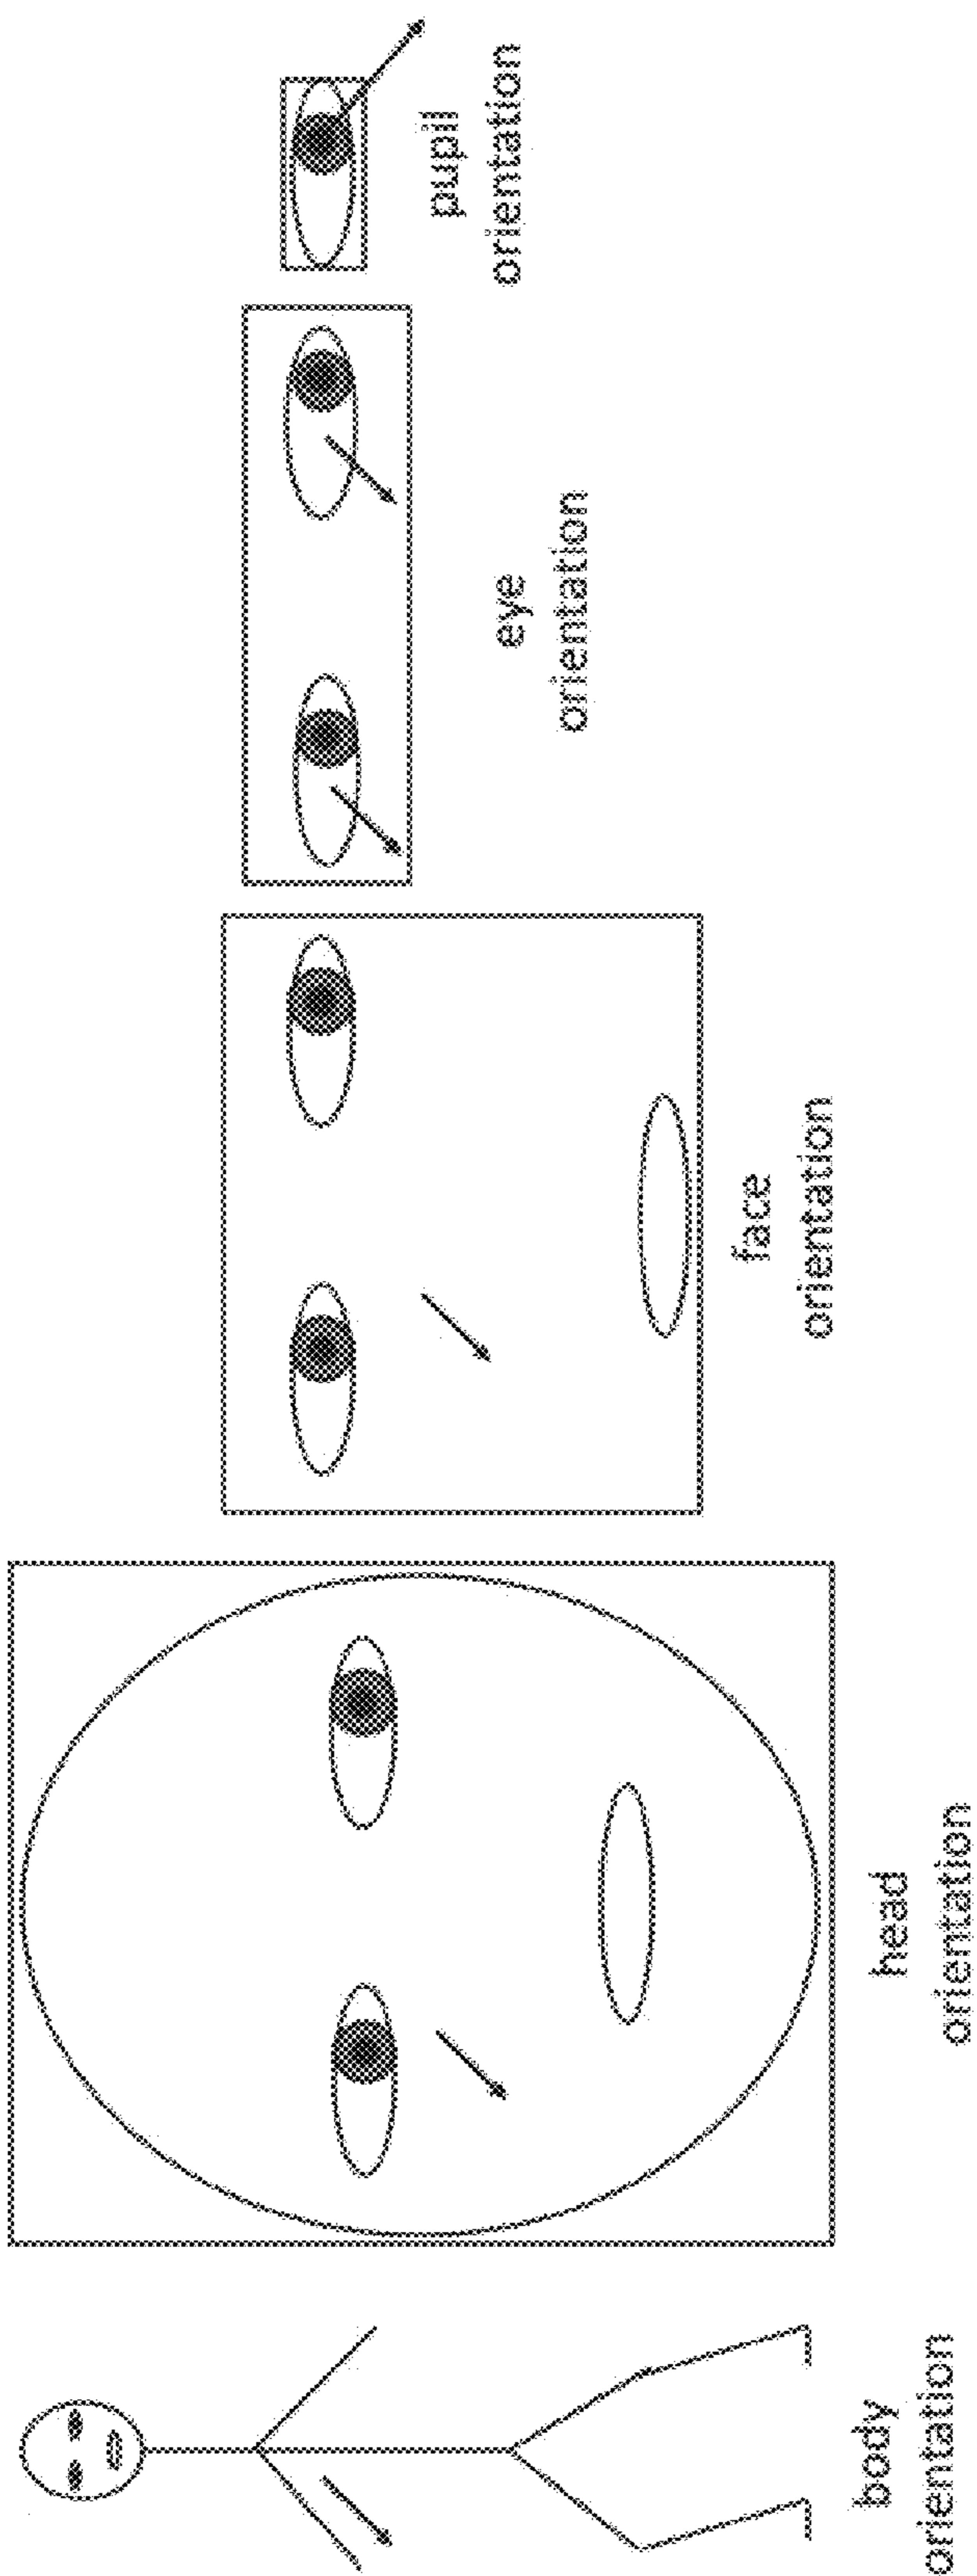 body
orientation
head
orientation
face
orientation
eye
orientation
pupil
orientation